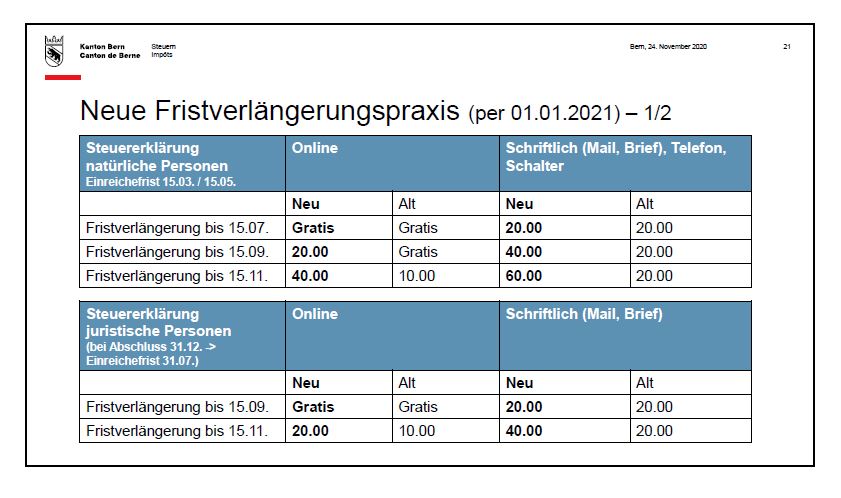 Kanton Bern
Canton de Berne
Steuern
Impôts
Bern, 24. November 2020
21
Neue Fristverlängerungspraxis (per 01.01.2021) – 1/2
Steuererklärung
natürliche Personen
Einreichefrist 15.03. / 15.05.
Online
Schriftlich (Mail, Brief), Telefon,
Schalter
Neu Alt Neu Alt
Fristverlängerung bis 15.07. Gratis Gratis 20.00 20.00
Fristverlängerung bis 15.09. 20.00 Gratis 40.00 20.00
Fristverlängerung bis 15.11. 40.00 10.00 60.00 20.00
Steuererklärung
juristische Personen
(bei Abschluss 31.12. ->
Einreichefrist 31.07.)
Online
Schriftlich (Mail, Brief)
Neu Alt Neu Alt
Fristverlängerung bis 15.09. Gratis Gratis 20.00 20.00
Fristverlängerung bis 15.11. 20.00 10.00 40.00 20.00